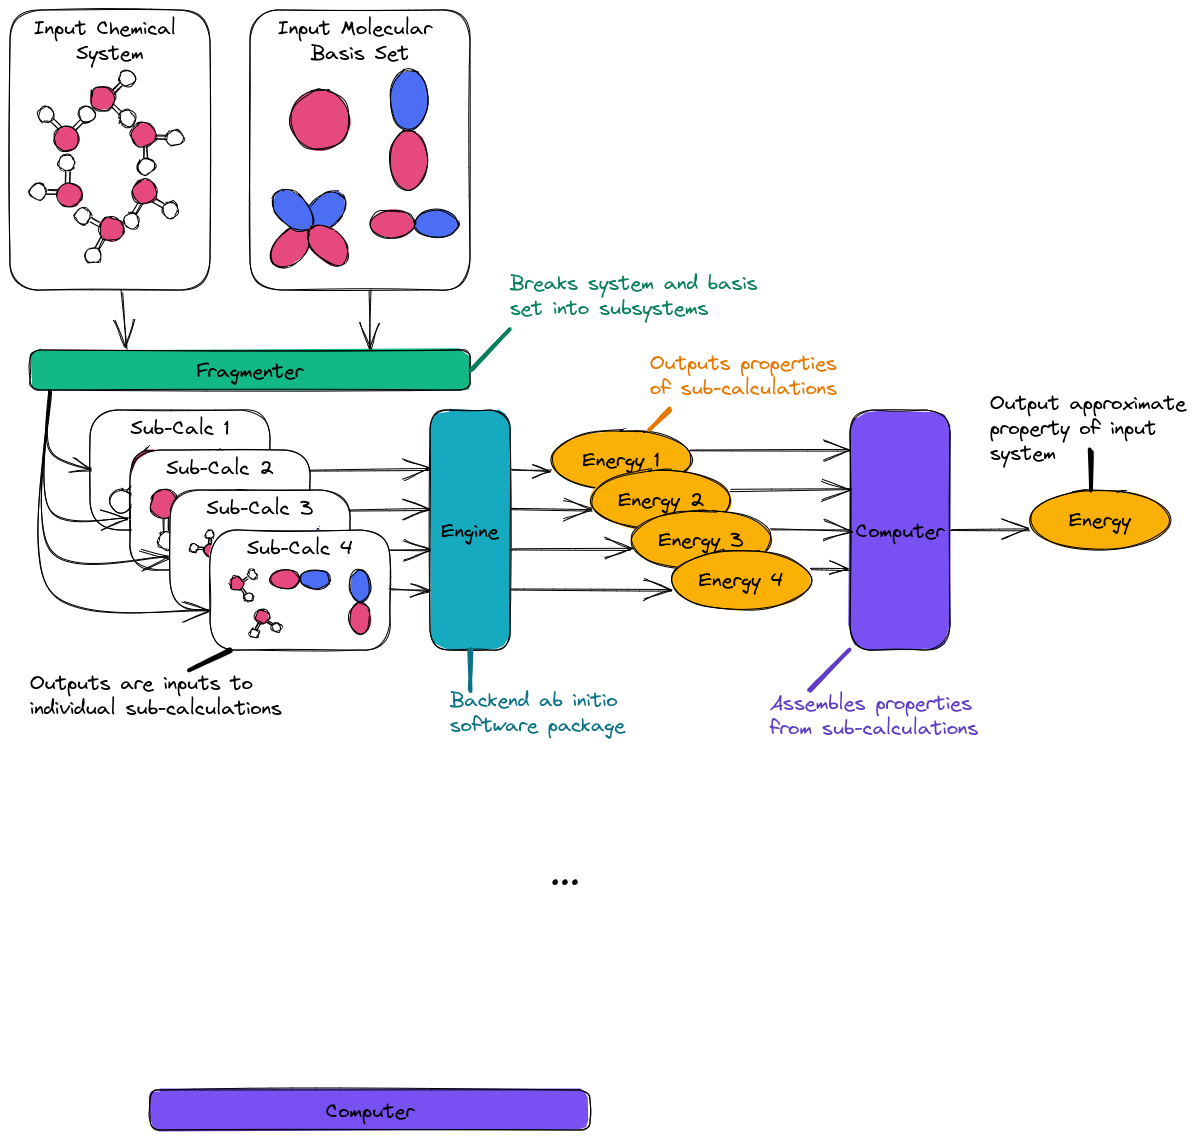 Input Chemical
System
Input Molecular
Basis Set
Breaks system and basis
set into subsystems
Fragmenter
Outputs properties
of sub-calculations
Output approximate
property of input
system
Sub-Calc 1
Sub-Calc 2
Sub-Calc 3
Sub-Calc 4
Engine
Energy 1
Energy 2
Energy 3
Energy 4
Computer
Energy
Outputs are inputs to
individual sub-calculations
Backend ab initio
software package
Assembles properties
from sub-calculations
...
Computer